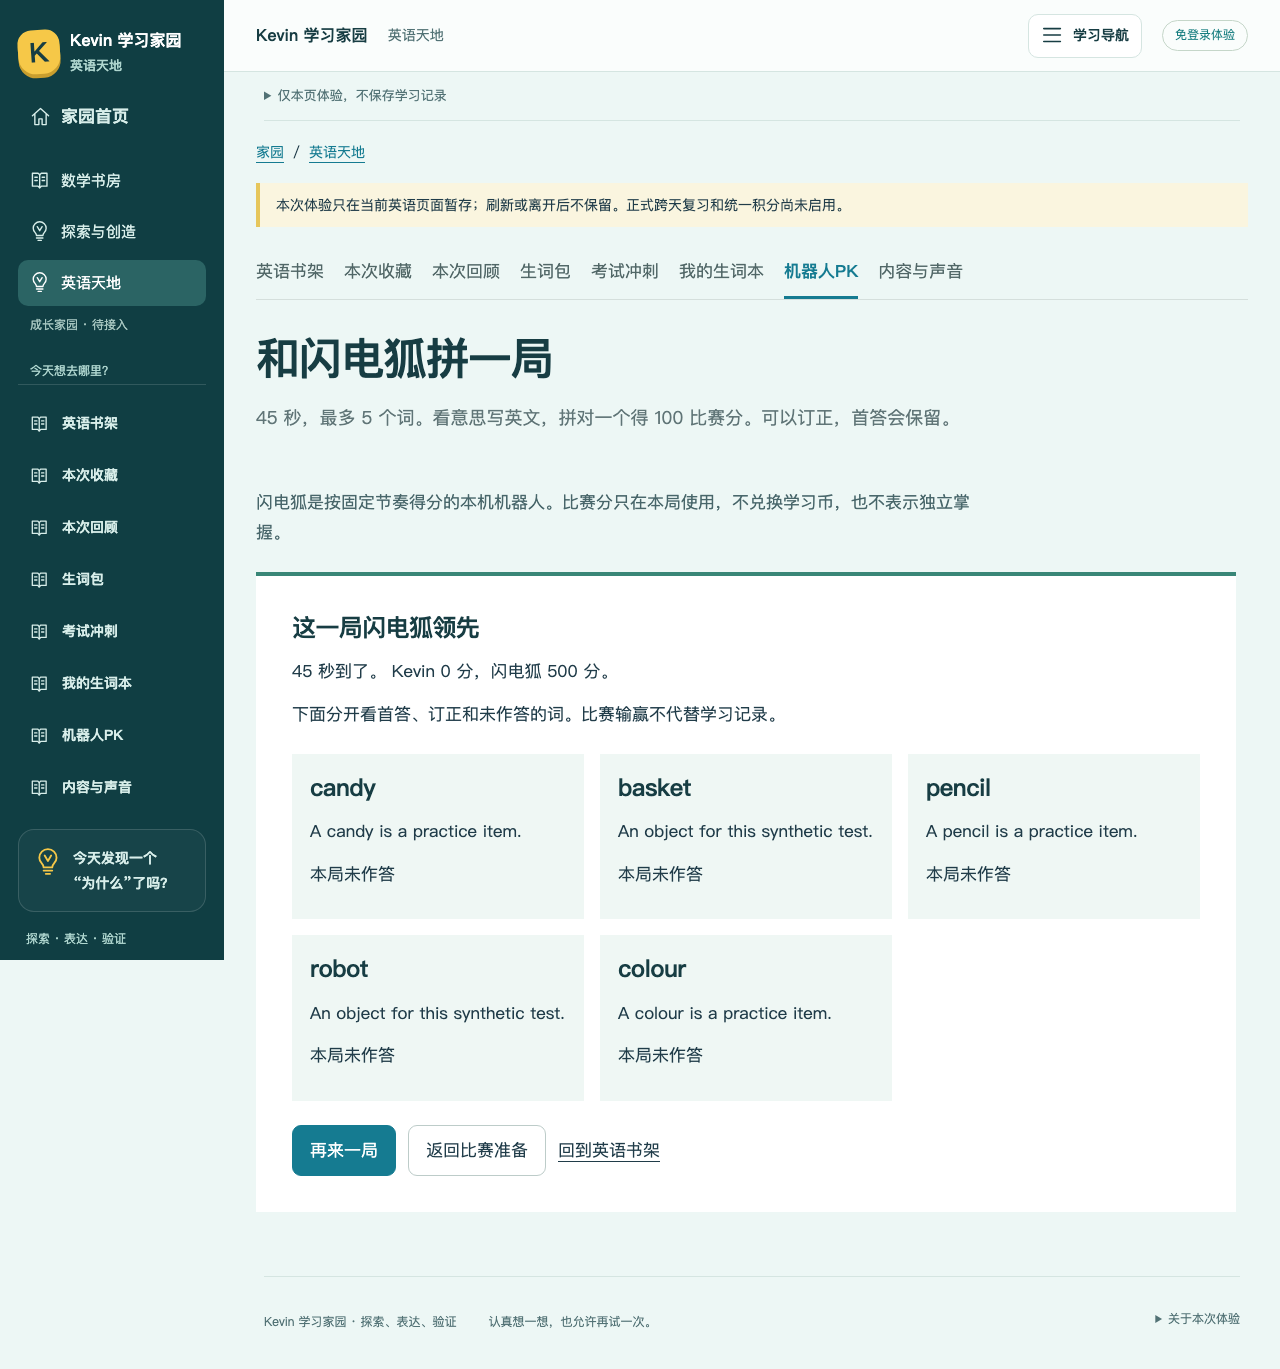 K
Kevin 学习家园
英语天地
家园首页
数学书房
探索与创造
英语天地
成长家园 · 待接入
今天想去哪里？
英语书架
本次收藏
本次回顾
生词包
考试冲刺
我的生词本
机器人PK
内容与声音
今天发现一个
“为什么”了吗？
探索 · 表达 · 验证
Kevin 学习家园 英语天地
学习导航
免登录体验
仅本页体验，不保存学习记录
家园 / 英语天地
本次体验只在当前英语页面暂存；刷新或离开后不保留。正式跨天复习和统一积分尚未启用。
英语书架 本次收藏 本次回顾 生词包 考试冲刺 我的生词本 机器人PK 内容与声音
和闪电狐拼一局
45 秒，最多 5 个词。看意思写英文，拼对一个得 100 比赛分。可以订正，首答会保留。
闪电狐是按固定节奏得分的本机机器人。比赛分只在本局使用，不兑换学习币，也不表示独立掌
握。
这一局闪电狐领先
45 秒到了。 Kevin 0 分，闪电狐 500 分。
下面分开看首答、订正和未作答的词。比赛输赢不代替学习记录。
candy
A candy is a practice item.
本局未作答
basket
An object for this synthetic test.
本局未作答
pencil
A pencil is a practice item.
本局未作答
robot
An object for this synthetic test.
本局未作答
colour
A colour is a practice item.
本局未作答
再来一局
返回比赛准备
回到英语书架
Kevin 学习家园 · 探索、表达、验证
认真想一想，也允许再试一次。
关于本次体验